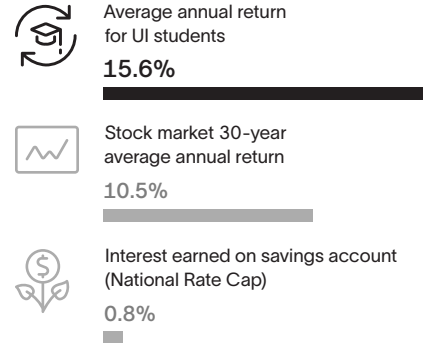 Average annual return
for UI students
15.6%
Stock market 30-year
average annual return
10.5%
Interest earned on savings account
(National Rate Cap)
0.8%